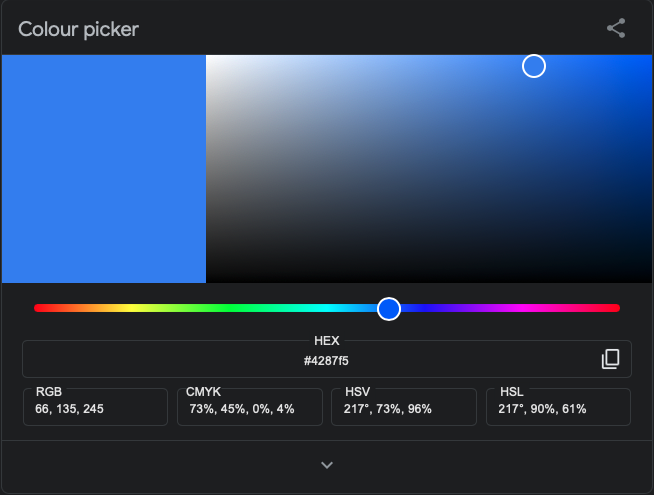 Colour picker
HEX
#4287f5
RGB
66, 135, 245
CMYK
73%, 45%, 0%, 4%
HSV
217°, 73%, 96%
HSL
217°, 90%, 61%